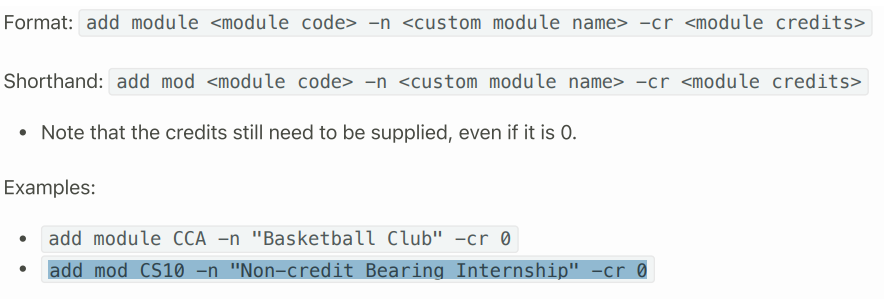 Format: add module <module code> -n <custom module name> -cr <module credits>
Shorthand: add mod <module code> -n <custom module name> -cr <module credits>
• Note that the credits still need to be supplied, even if it is 0.
Examples:
• add module CCA -n "Basketball Club" -cr 0
• add mod CS10 -n "Non-credit Bearing Internship" -cr 0